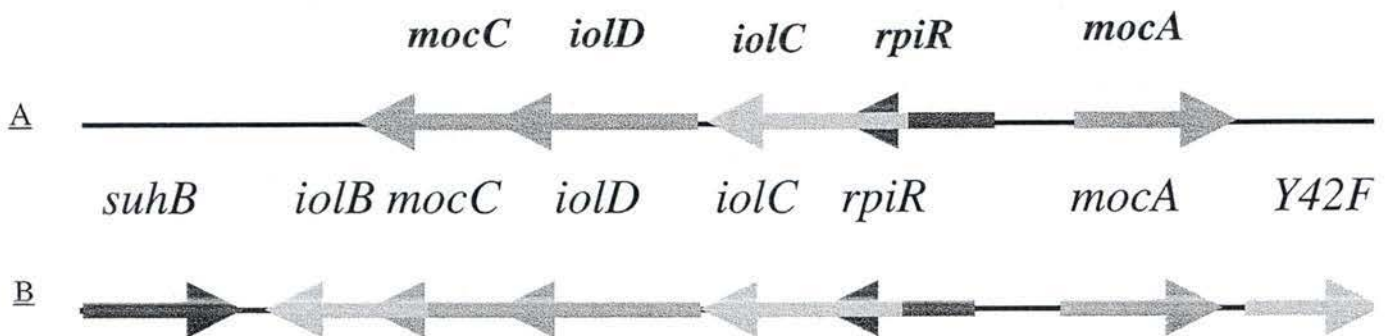 mocC iolD iolC rpiR mocA
A
suhB iolB mocC iolD iolC rpiR mocA Y42F
B